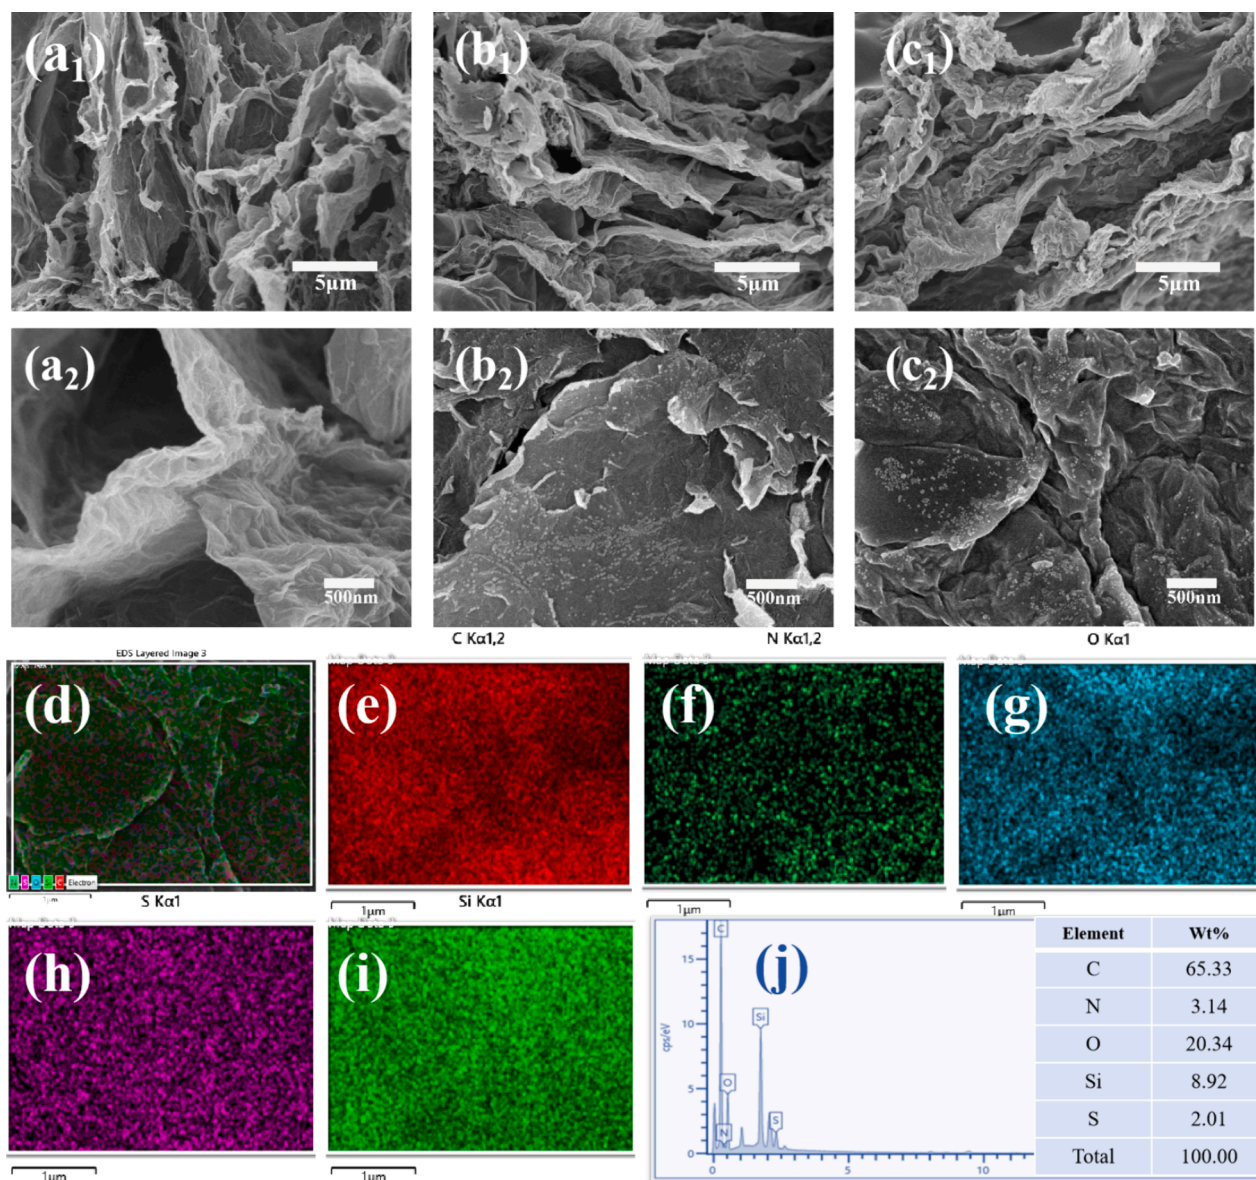 (a1)
(b1)
(c1)
5μm
5μm
5μm
(a2)
(b2)
(c2)
500nm
500nm
500nm
C Kα1,2
N Kα1,2
O Kα1
EDS Layered Image 3
(d)
(e)
(f)
(g)
S O C Electron
1μm
1μm
1μm
1μm
S Kα1
Si Kα1
(h)
(i)
1μm
1μm
(j)
C
Si
O
N
S
cps/eV
15
10
5
0
0
5
10
Element Wt%
C 65.33
N 3.14
O 20.34
Si 8.92
S 2.01
Total 100.00